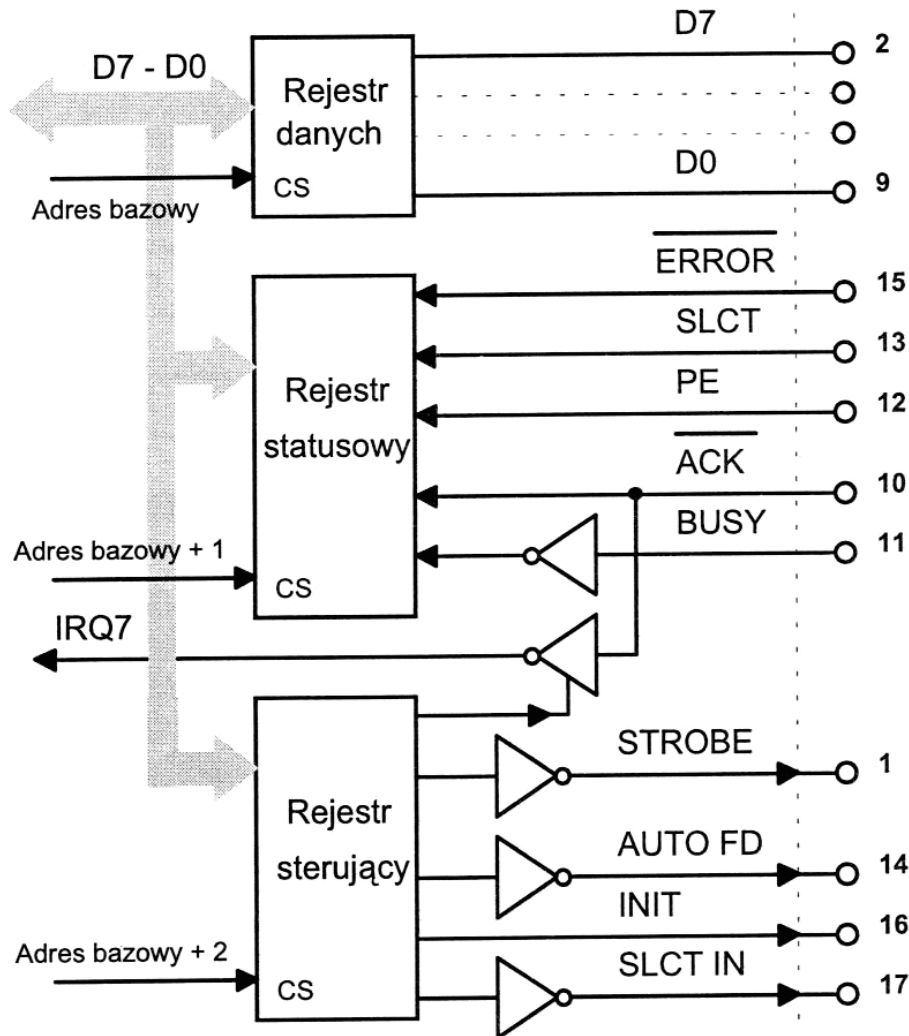 D7
2
D7 - D0
Rejestr
danych
D0
9
CS
Adres bazowy
ERROR
15
SLCT
13
PE
12
Rejestr
statusowy
ACK
10
BUSY
11
Adres bazowy + 1
CS
IRQ7
STROBE
1
Rejestr
sterujący
AUTO FD
14
INIT
16
Adres bazowy + 2
SLCT IN
17
CS